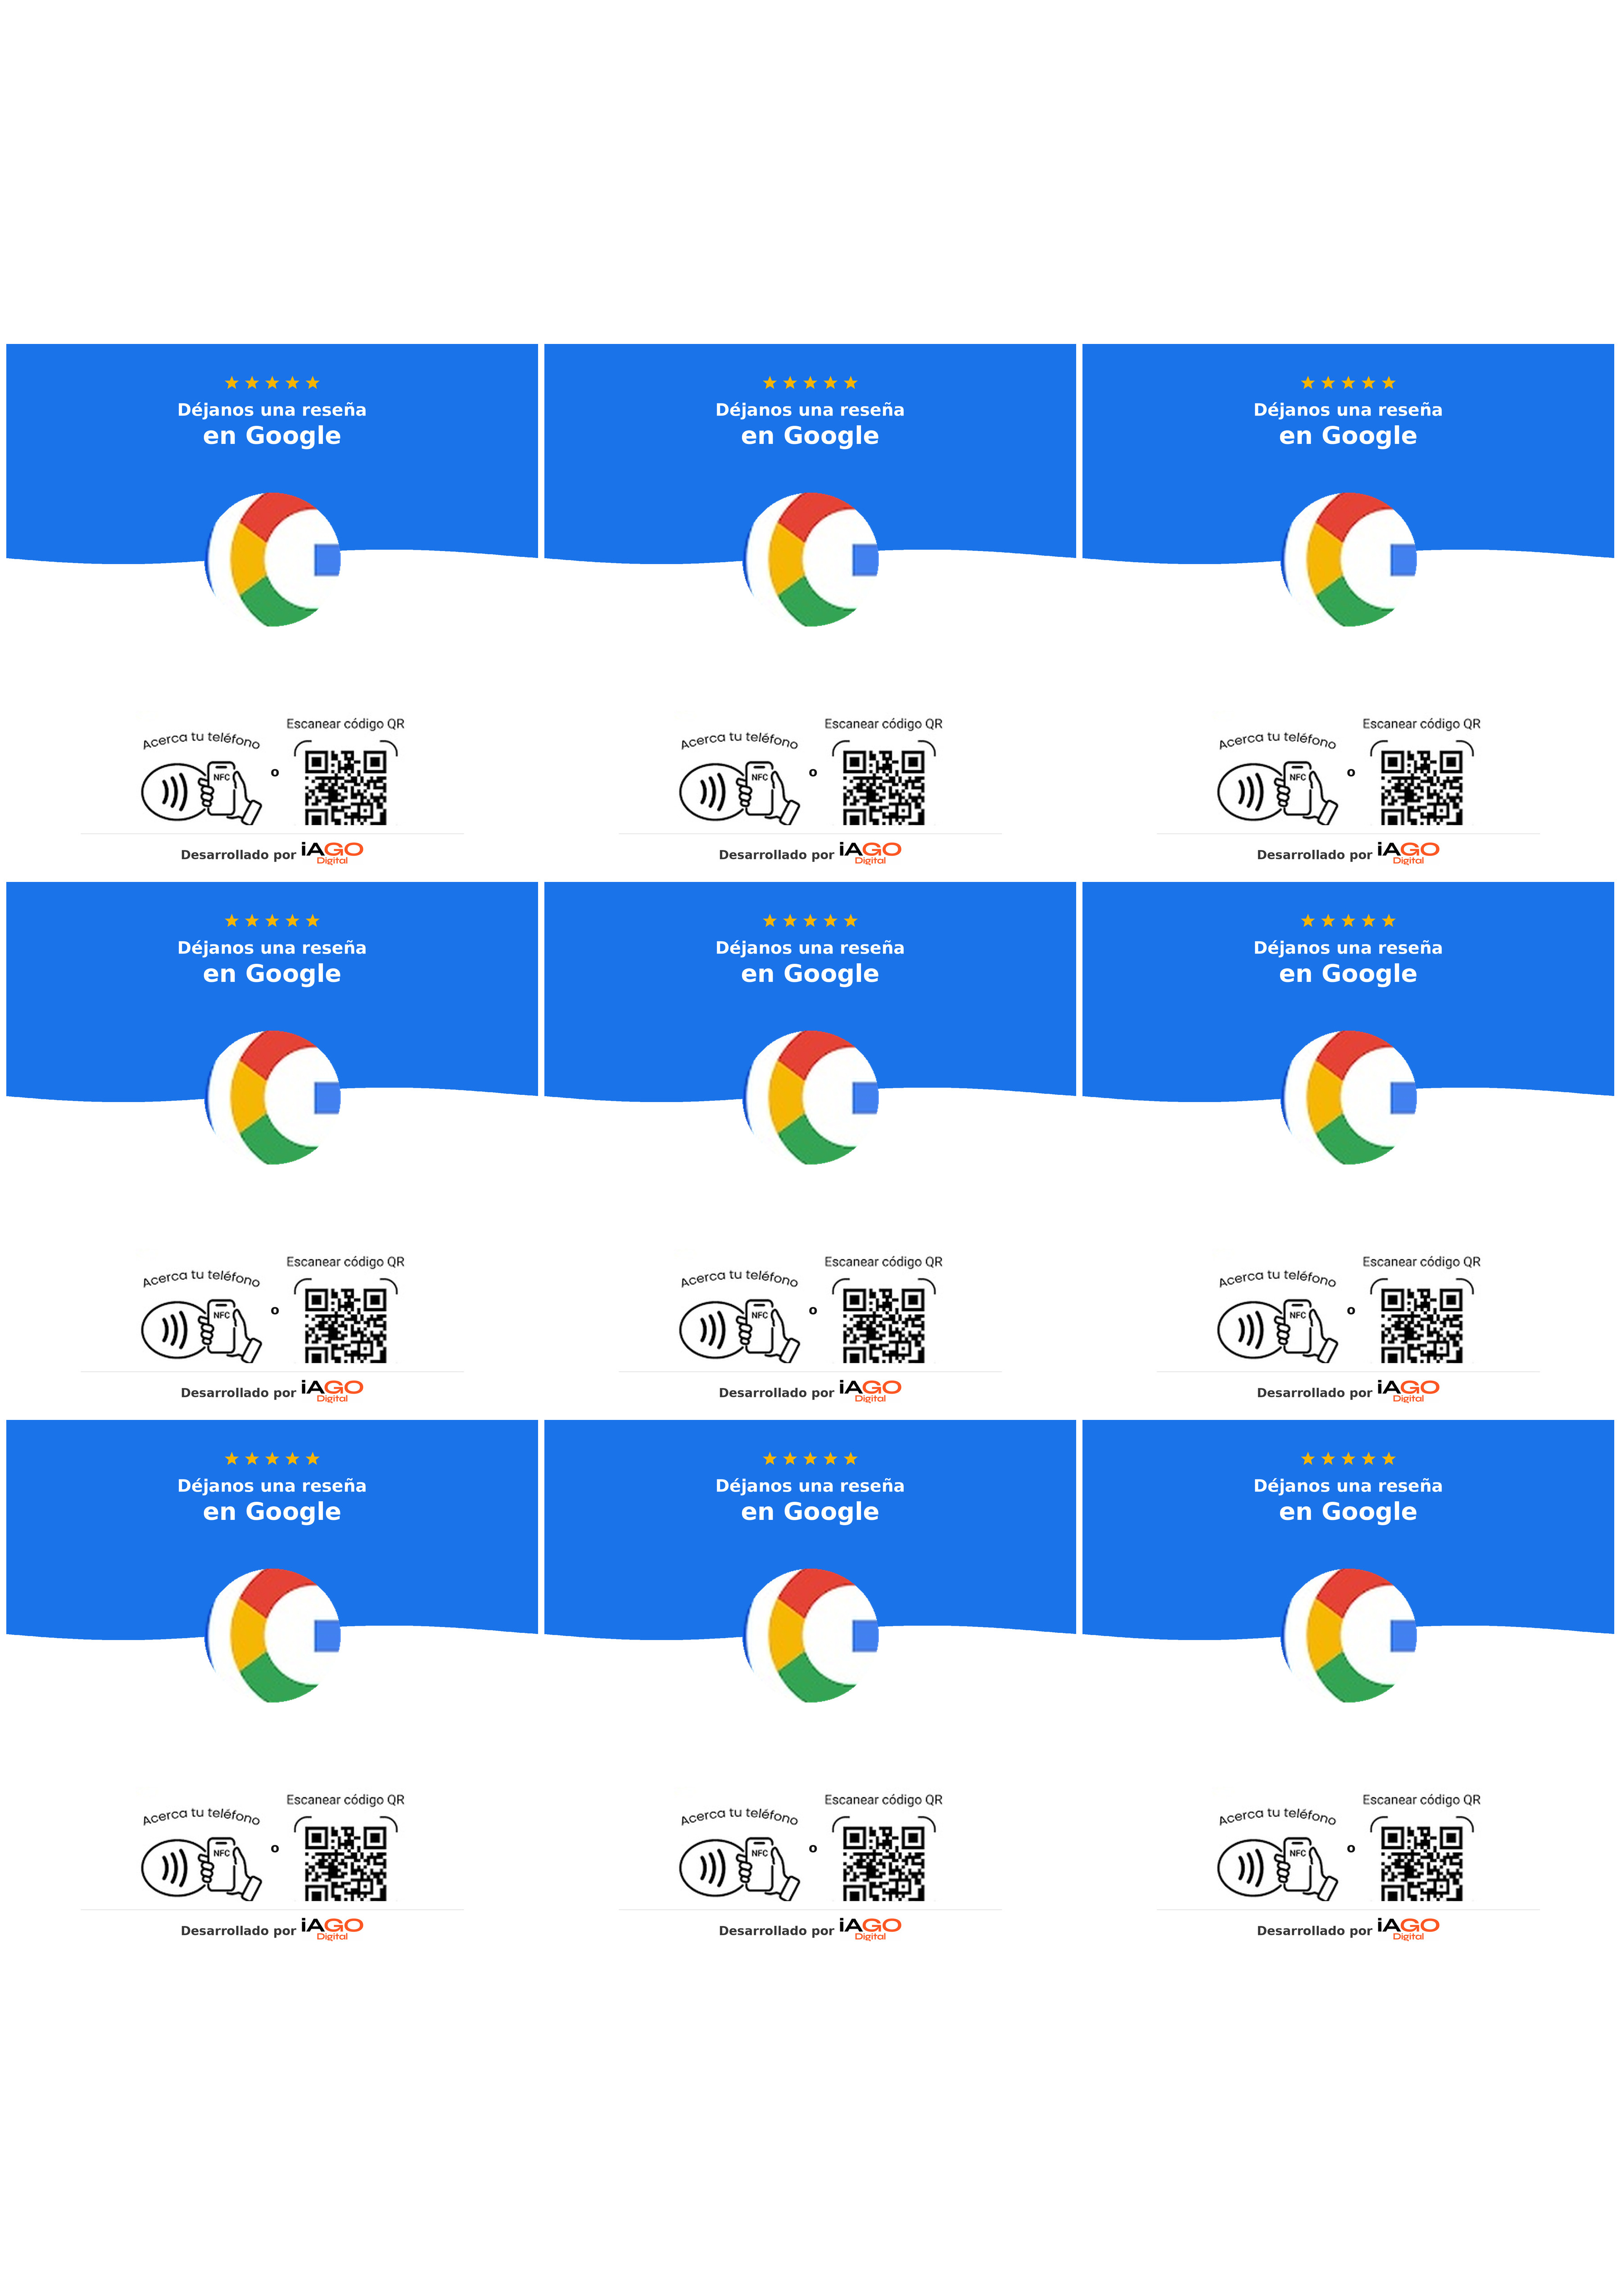 Déjanos una reseña Déjanos una reseña Déjanos una reseña
en Google en Google en Google
Escanear código QR Escanear código QR Escanear código QR
Acerca tu teléfono Acerca tu teléfono Acerca tu teléfono
o o o
NFC NFC NFC
Desarrollado por iAGO Desarrollado por iAGO Desarrollado por iAGO
Digital Digital Digital
Déjanos una reseña Déjanos una reseña Déjanos una reseña
en Google en Google en Google
Escanear código QR Escanear código QR Escanear código QR
Acerca tu teléfono Acerca tu teléfono Acerca tu teléfono
o o o
NFC NFC NFC
Desarrollado por iAGO Desarrollado por iAGO Desarrollado por iAGO
Digital Digital Digital
Déjanos una reseña Déjanos una reseña Déjanos una reseña
en Google en Google en Google
Escanear código QR Escanear código QR Escanear código QR
Acerca tu teléfono Acerca tu teléfono Acerca tu teléfono
o o o
NFC NFC NFC
Desarrollado por iAGO Desarrollado por iAGO Desarrollado por iAGO
Digital Digital Digital